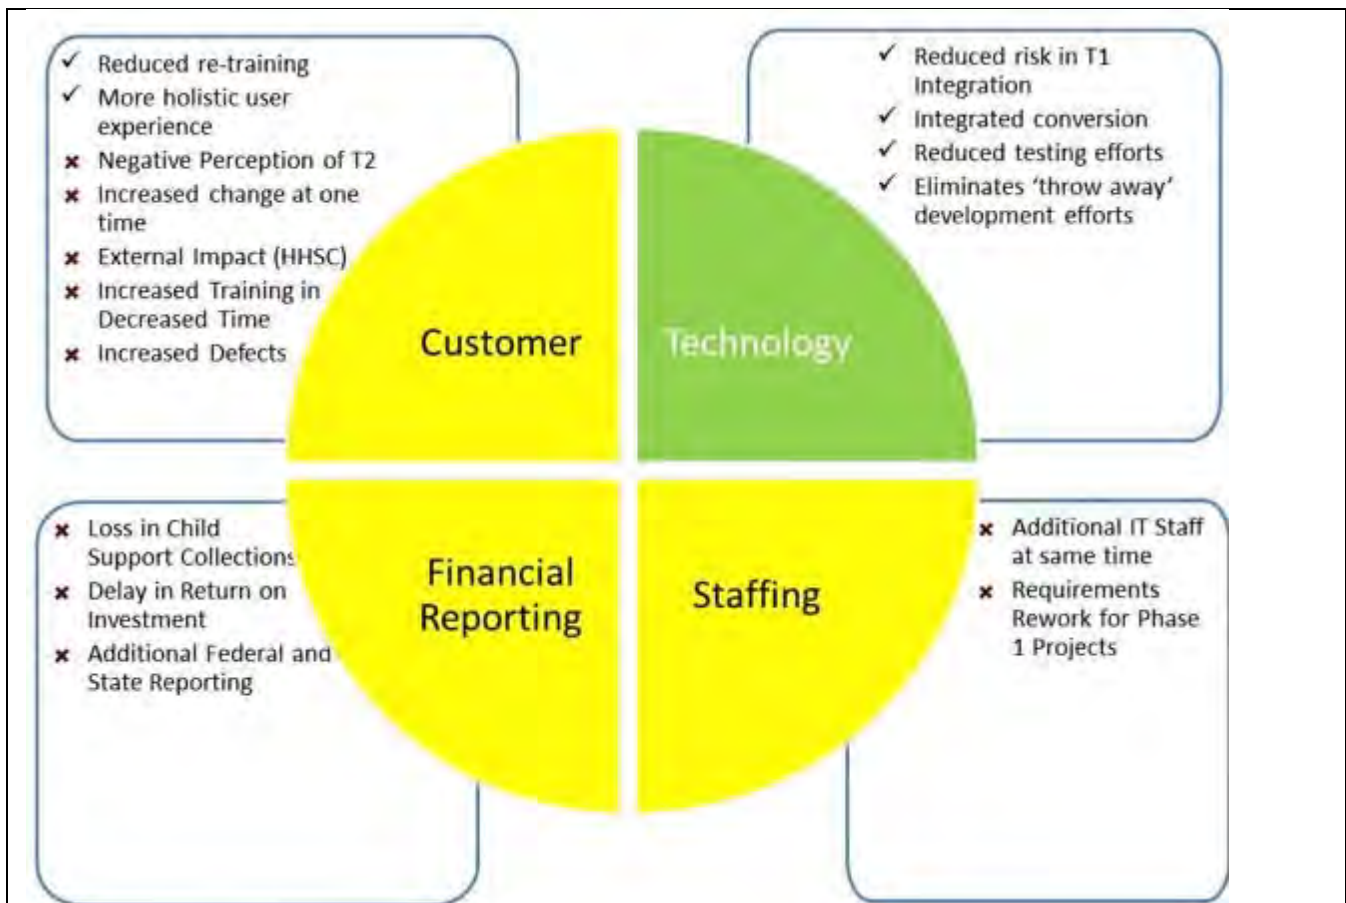 ✓ Reduced re-training
✓ More holistic user
experience
✖ Negative Perception of T2
✖ Increased change at one
time
✖ External Impact (HHSC)
✖ Increased Training in
Decreased Time
✖ Increased Defects
✓ Reduced risk in T1
Integration
✓ Integrated conversion
✓ Reduced testing efforts
✓ Eliminates ‘throw away’
development efforts
Customer
Technology
✖ Loss in Child
Support Collections
✖ Delay in Return on
Investment
✖ Additional Federal and
State Reporting
Financial
Reporting
Staffing
✖ Additional IT Staff
at same time
✖ Requirements
Rework for Phase
1 Projects